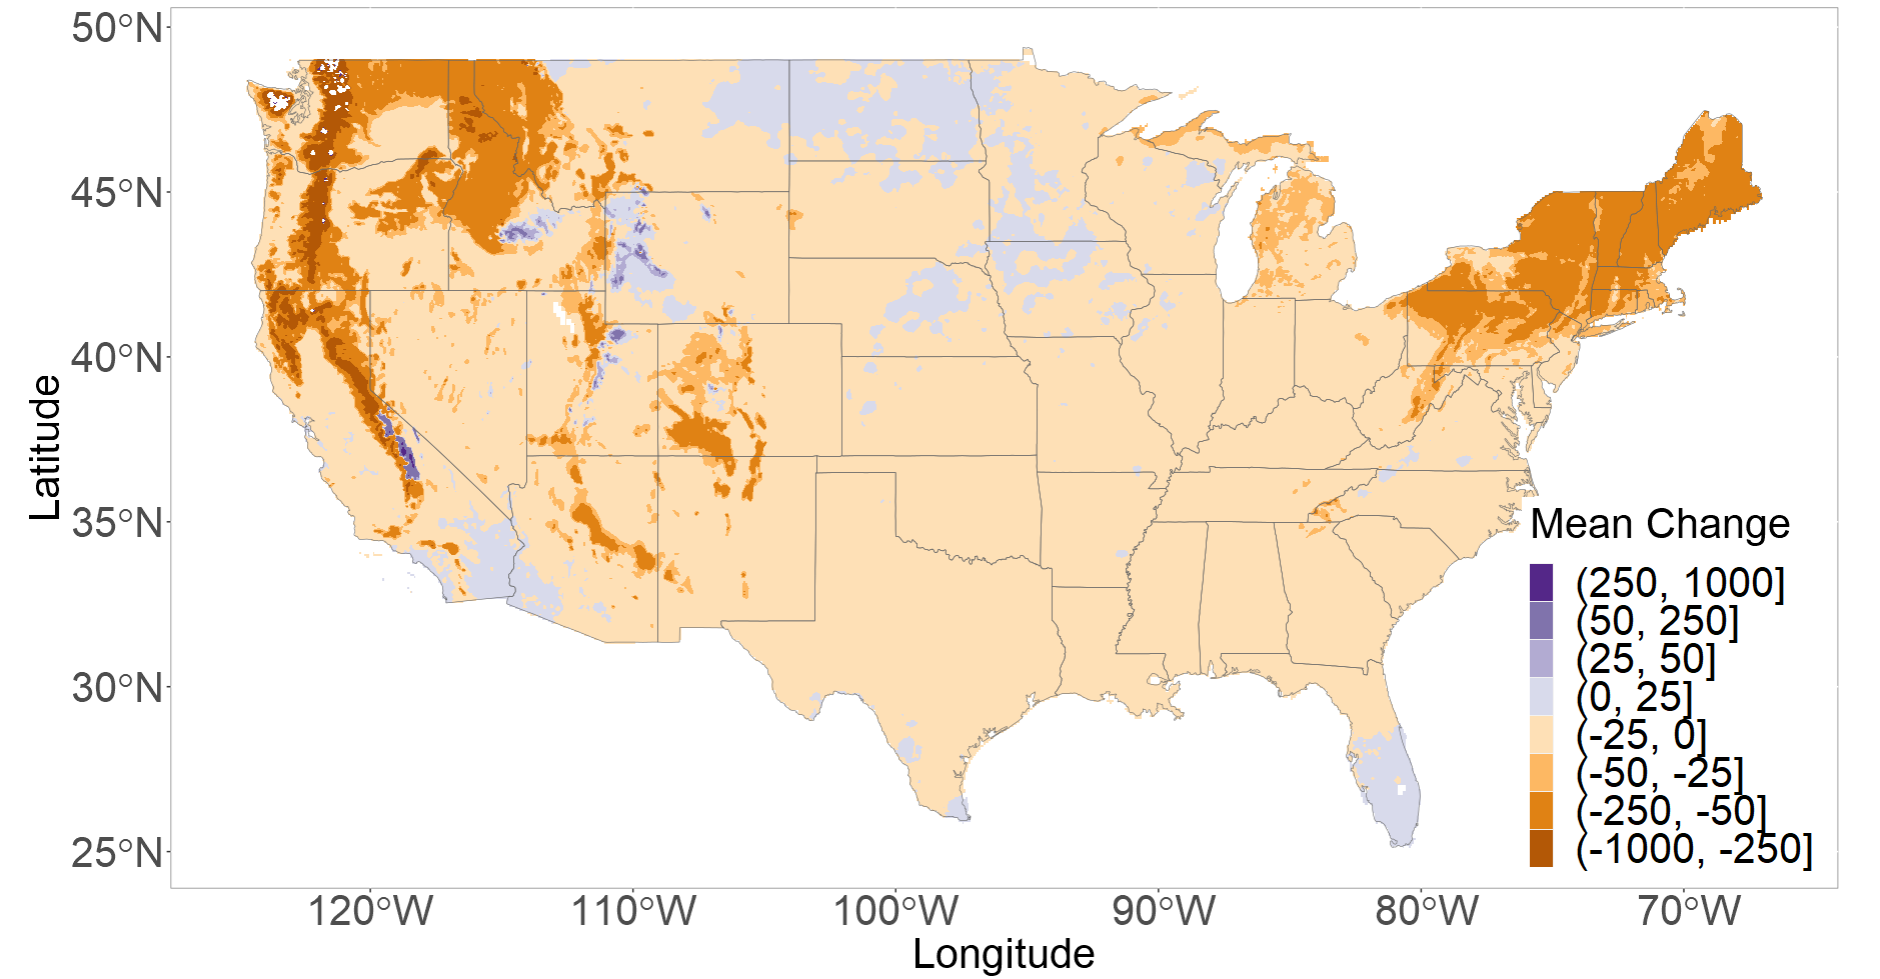 50°N
45°N
40°N
35°N
30°N
25°N
Latitude
120°W 110°W 100°W 90°W 80°W 70°W
Longitude
Mean Change
(250, 1000]
(50, 250]
(25, 50]
(0, 25]
(-25, 0]
(-50, -25]
(-250, -50]
(-1000, -250]